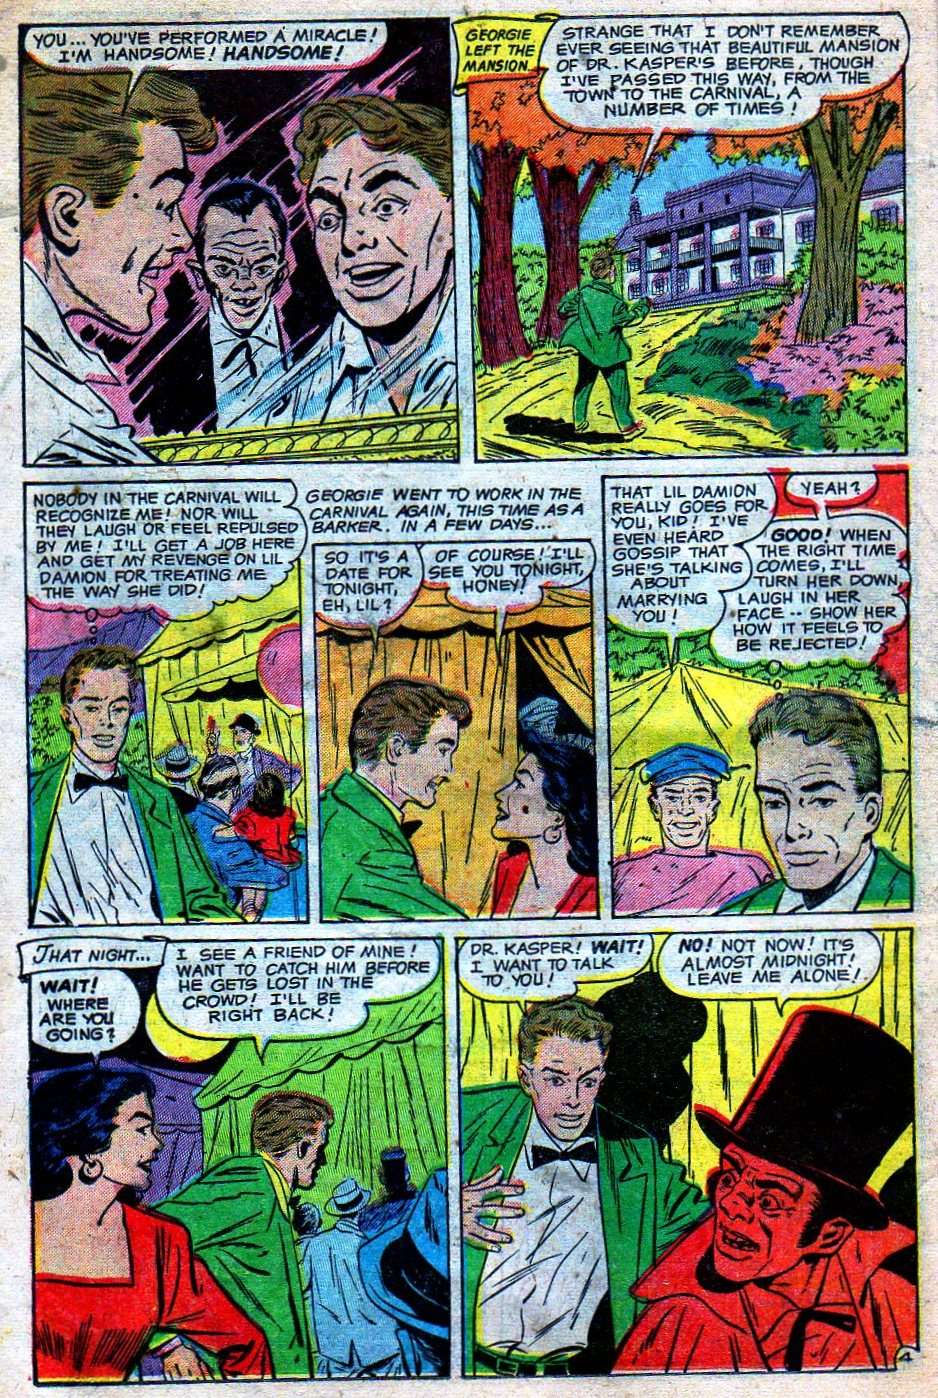 YOU... YOU'VE PERFORMED A MIRACLE!
I'M HANDSOME! HANDSOME!
GEORGIE
LEFT THE
MANSION...
STRANGE THAT I DON'T REMEMBER
EVER SEEING THAT BEAUTIFUL MANSION
OF DR. KASPER'S BEFORE, THOUGH
I'VE PASSED THIS WAY, FROM THE
TOWN TO THE CARNIVAL, A
NUMBER OF TIMES!
NOBODY IN THE CARNIVAL WILL
RECOGNIZE ME! NOR WILL
THEY LAUGH OR FEEL REPULSED
BY ME! I'LL GET A JOB HERE
AND GET MY REVENGE ON LIL
DAMION FOR TREATING ME
THE WAY SHE DID!
GEORGIE WENT TO WORK IN THE
CARNIVAL AGAIN, THIS TIME AS A
BARKER. IN A FEW DAYS...
SO IT'S A
DATE FOR
TONIGHT,
EH, LIL?
OF COURSE! I'LL
SEE YOU TONIGHT,
HONEY!
THAT LIL DAMION
REALLY GOES FOR
YOU, KID! I'VE
EVEN HEARD
GOSSIP THAT
SHE'S TALKING
ABOUT
MARRYING
YOU!
YEAH?
GOOD! WHEN
THE RIGHT TIME
COMES, I'LL
TURN HER DOWN,
LAUGH IN HER
FACE -- SHOW HER
HOW IT FEELS TO
BE REJECTED!
THAT NIGHT...
WAIT!
WHERE
ARE YOU
GOING?
I SEE A FRIEND OF MINE!
WANT TO CATCH HIM BEFORE
HE GETS LOST IN THE
CROWD! I'LL BE
RIGHT BACK!
DR. KASPER! WAIT!
I WANT TO TALK
TO YOU!
NO! NOT NOW! IT'S
ALMOST MIDNIGHT!
LEAVE ME ALONE!
4